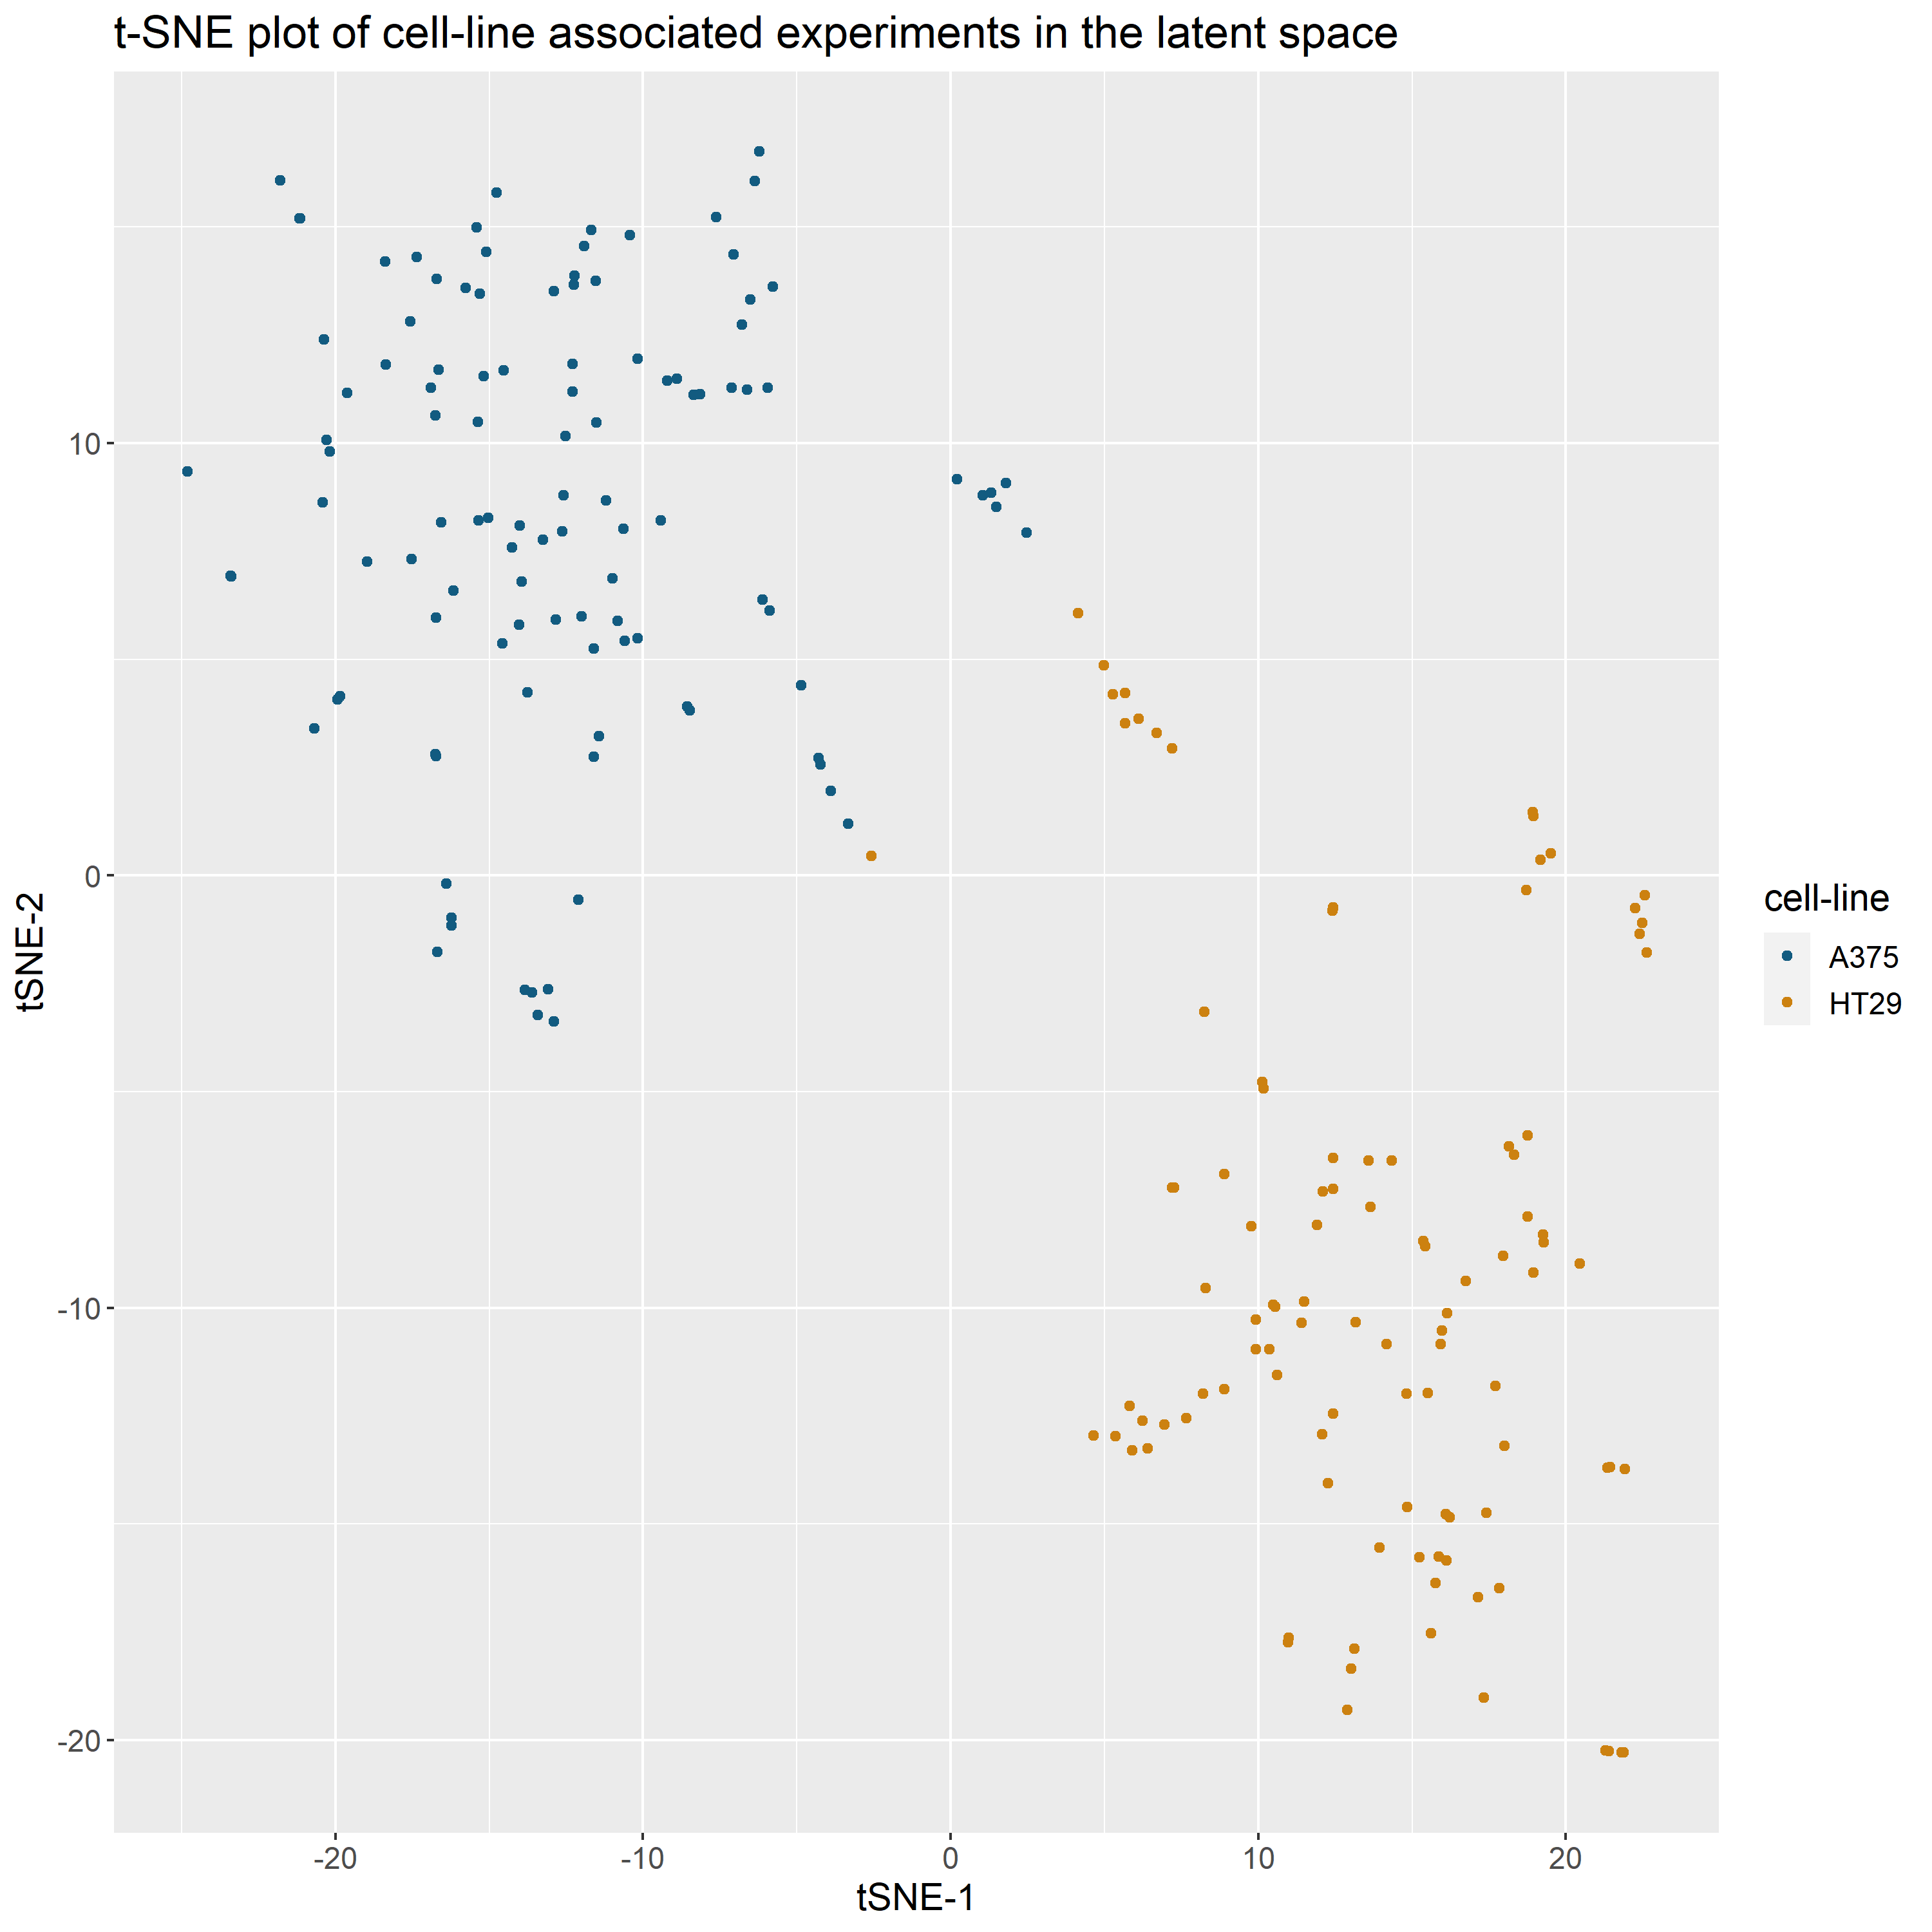 t-SNE plot of cell-line associated experiments in the latent space
10
0
-10
-20
tSNE-2
-20 -10 0 10 20
tSNE-1
cell-line
A375
HT29